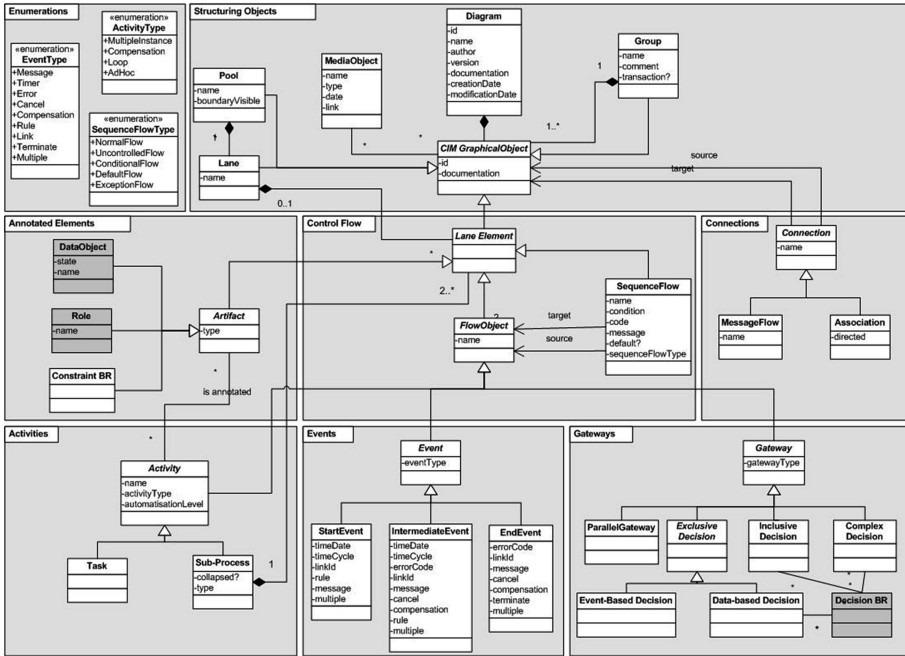 Enumerations
«enumeration»
EventType
+Message
+Timer
+Error
+Cancel
+Compensation
+Rule
+Link
+Terminate
+Multiple
«enumeration»
ActivityType
+MultipleInstance
+Compensation
+Loop
+AdHoc
«enumeration»
SequenceFlowType
+NormalFlow
+UncontrolledFlow
+ConditionalFlow
+DefaultFlow
+ExceptionFlow
Structuring Objects
Pool
-name
-boundaryVisible
1
Lane
-name
0..1
MediaObject
-name
-type
-date
-link
*
*
Diagram
-id
-name
-author
-version
-documentation
-creationDate
-modificationDate
1
1..*
Group
-name
-comment
-transaction?
CIM GraphicalObject
-id
-documentation
source
target
Annotated Elements
DataObject
-state
-name
Role
-name
Constraint BR
Artifact
-type
*
is annotated
*
Control Flow
Lane Element
*
2..*
FlowObject
-name
2
target
source
SequenceFlow
-name
-condition
-code
-message
-default?
-sequenceFlowType
Connections
Connection
-name
MessageFlow
-name
Association
-directed
Activities
Activity
-name
-activityType
-automatisationLevel
Task
Sub-Process
-collapsed?
-type
1
Events
Event
-eventType
StartEvent
-timeDate
-timeCycle
-linkId
-rule
-message
-multiple
IntermediateEvent
-timeDate
-timeCycle
-errorCode
-linkId
-message
-cancel
-compensation
-rule
-multiple
EndEvent
-errorCode
-linkId
-message
-cancel
-compensation
-terminate
-multiple
Gateways
Gateway
-gatewayType
ParallelGateway
Exclusive
Decision
Inclusive
Decision
Complex
Decision
Event-Based Decision
Data-based Decision
Decision BR
*
*
*
*
*